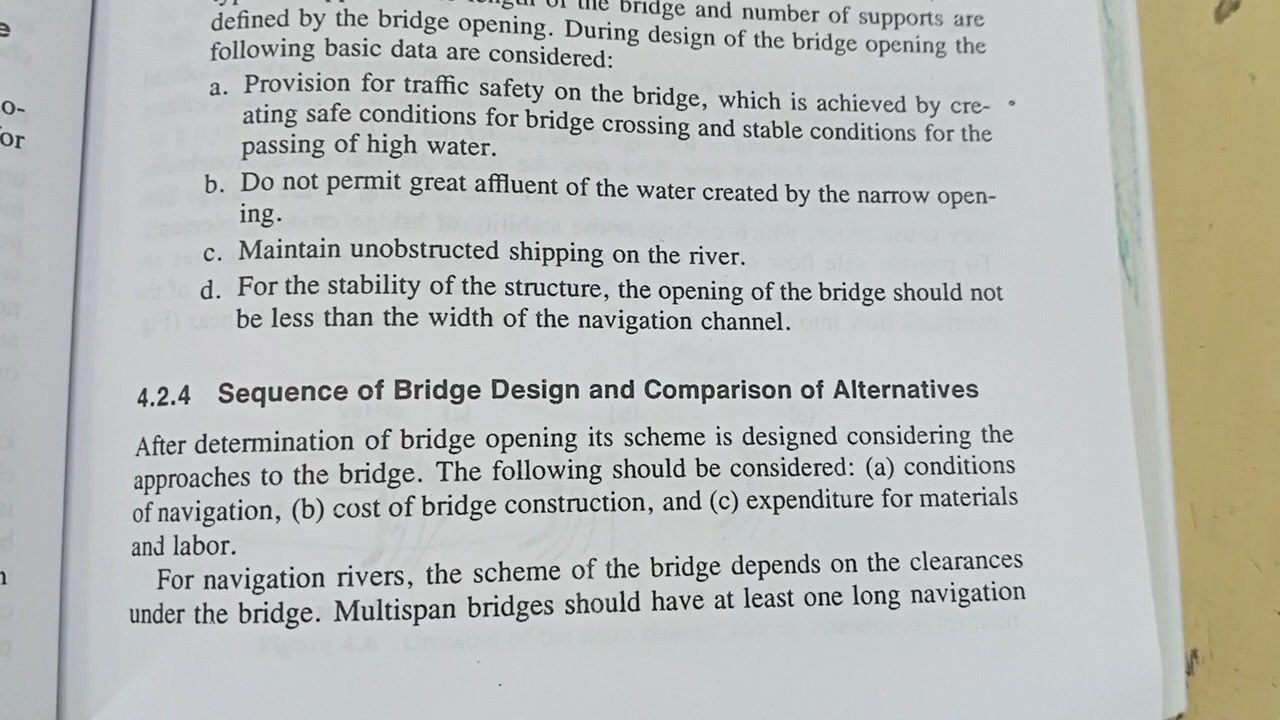 the bridge and number of supports are
defined by the bridge opening. During design of the bridge opening the
following basic data are considered:
a. Provision for traffic safety on the bridge, which is achieved by cre-
ating safe conditions for bridge crossing and stable conditions for the
passing of high water.
b. Do not permit great affluent of the water created by the narrow open-
ing.
c. Maintain unobstructed shipping on the river.
d. For the stability of the structure, the opening of the bridge should not
be less than the width of the navigation channel.
4.2.4 Sequence of Bridge Design and Comparison of Alternatives
After determination of bridge opening its scheme is designed considering the
approaches to the bridge. The following should be considered: (a) conditions
of navigation, (b) cost of bridge construction, and (c) expenditure for materials
and labor.
For navigation rivers, the scheme of the bridge depends on the clearances
under the bridge. Multispan bridges should have at least one long navigation